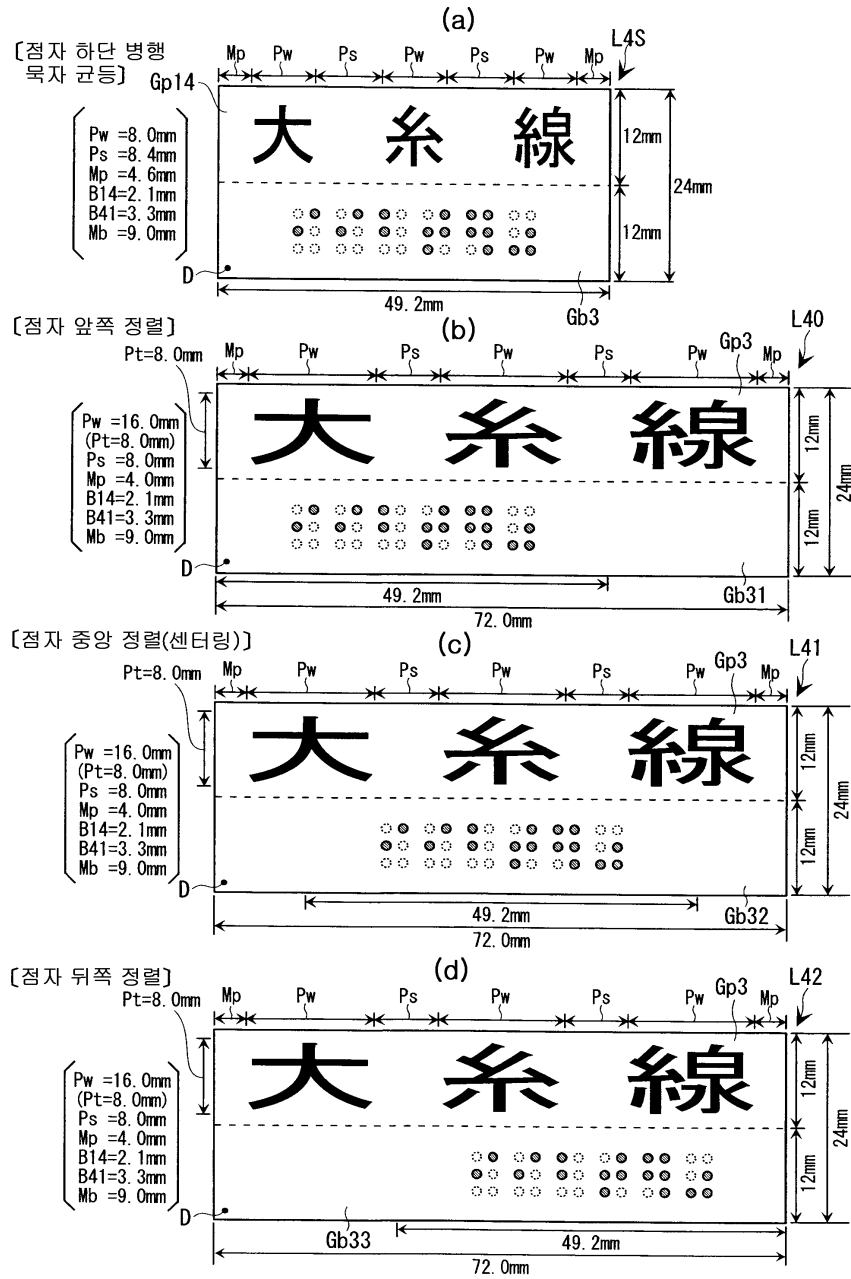 (a)
〔점자 하단 병행
묵자 균등〕
Mp Pw Ps Pw Ps Pw Mp
L4S
Gp14
Pw =8.0mm
Ps =8.4mm
Mp =4.6mm
B14=2.1mm
B41=3.3mm
Mb =9.0mm
大 糸 線
12mm
24mm
12mm
D
49.2mm
Gb3
〔점자 앞쪽 정렬〕
(b)
Pt=8.0mm
Mp Pw Ps Pw Ps Pw Mp
L40
Gp3
Pw =16.0mm
(Pt=8.0mm)
Ps =8.0mm
Mp =4.0mm
B14=2.1mm
B41=3.3mm
Mb =9.0mm
大 糸 線
12mm
24mm
12mm
D
49.2mm
Gb31
72.0mm
〔점자 중앙 정렬(센터링)〕
(c)
Pt=8.0mm
Mp Pw Ps Pw Ps Pw Mp
L41
Gp3
Pw =16.0mm
(Pt=8.0mm)
Ps =8.0mm
Mp =4.0mm
B14=2.1mm
B41=3.3mm
Mb =9.0mm
大 糸 線
12mm
24mm
12mm
D
49.2mm
Gb32
72.0mm
〔점자 뒤쪽 정렬〕
(d)
Pt=8.0mm
Mp Pw Ps Pw Ps Pw Mp
L42
Gp3
Pw =16.0mm
(Pt=8.0mm)
Ps =8.0mm
Mp =4.0mm
B14=2.1mm
B41=3.3mm
Mb =9.0mm
大 糸 線
12mm
24mm
12mm
D
Gb33
49.2mm
72.0mm